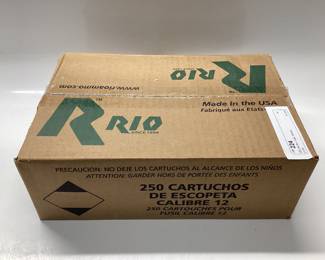 www.rioammo.com
RIO
Made in the USA
Fabriqué aux États
RIO
SINCE 1896
324
PRECAUCION: NO DEJE LOS CARTUCHOS AL ALCANCE DE LOS NIÑOS
ATTENTION: GARDER HORS DE PORTEE DES ENFANTS
250 CARTUCHOS
DE ESCOPETA
CALIBRE 12
250 CARTOUCHES POUR
FUSIL CALIBRE 12